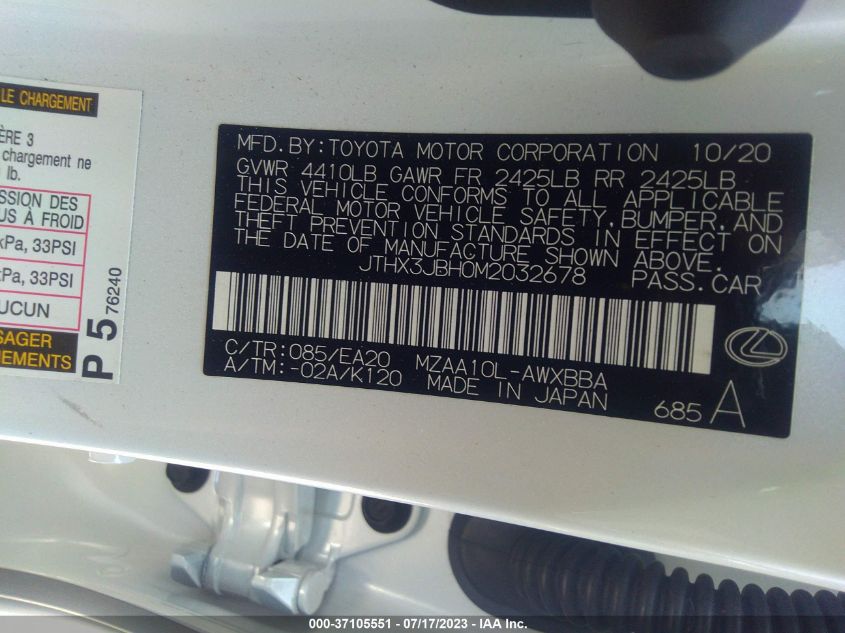 LE CHARGEMENT
ÈRE 3
chargement ne
lb.
SSION DES
US À FROID
kPa, 33PSI
kPa, 33PSI
UCUN
SAGER
NEMENTS
P 5 76240
MFD.BY:TOYOTA MOTOR CORPORATION 10/20
GVWR 4410LB GAWR FR 2425LB RR 2425LB
THIS VEHICLE CONFORMS TO ALL APPLICABLE
FEDERAL MOTOR VEHICLE SAFETY,BUMPER,AND
THEFT PREVENTION STANDARDS IN EFFECT ON
THE DATE OF MANUFACTURE SHOWN ABOVE.
JTHX3JBH0M2032678 PASS.CAR
C/TR:085/EA20 MZAA10L-AWXBBA
A/TM:-02A/K120 MADE IN JAPAN
685 A
000-37105551 - 07/17/2023 - IAA Inc.